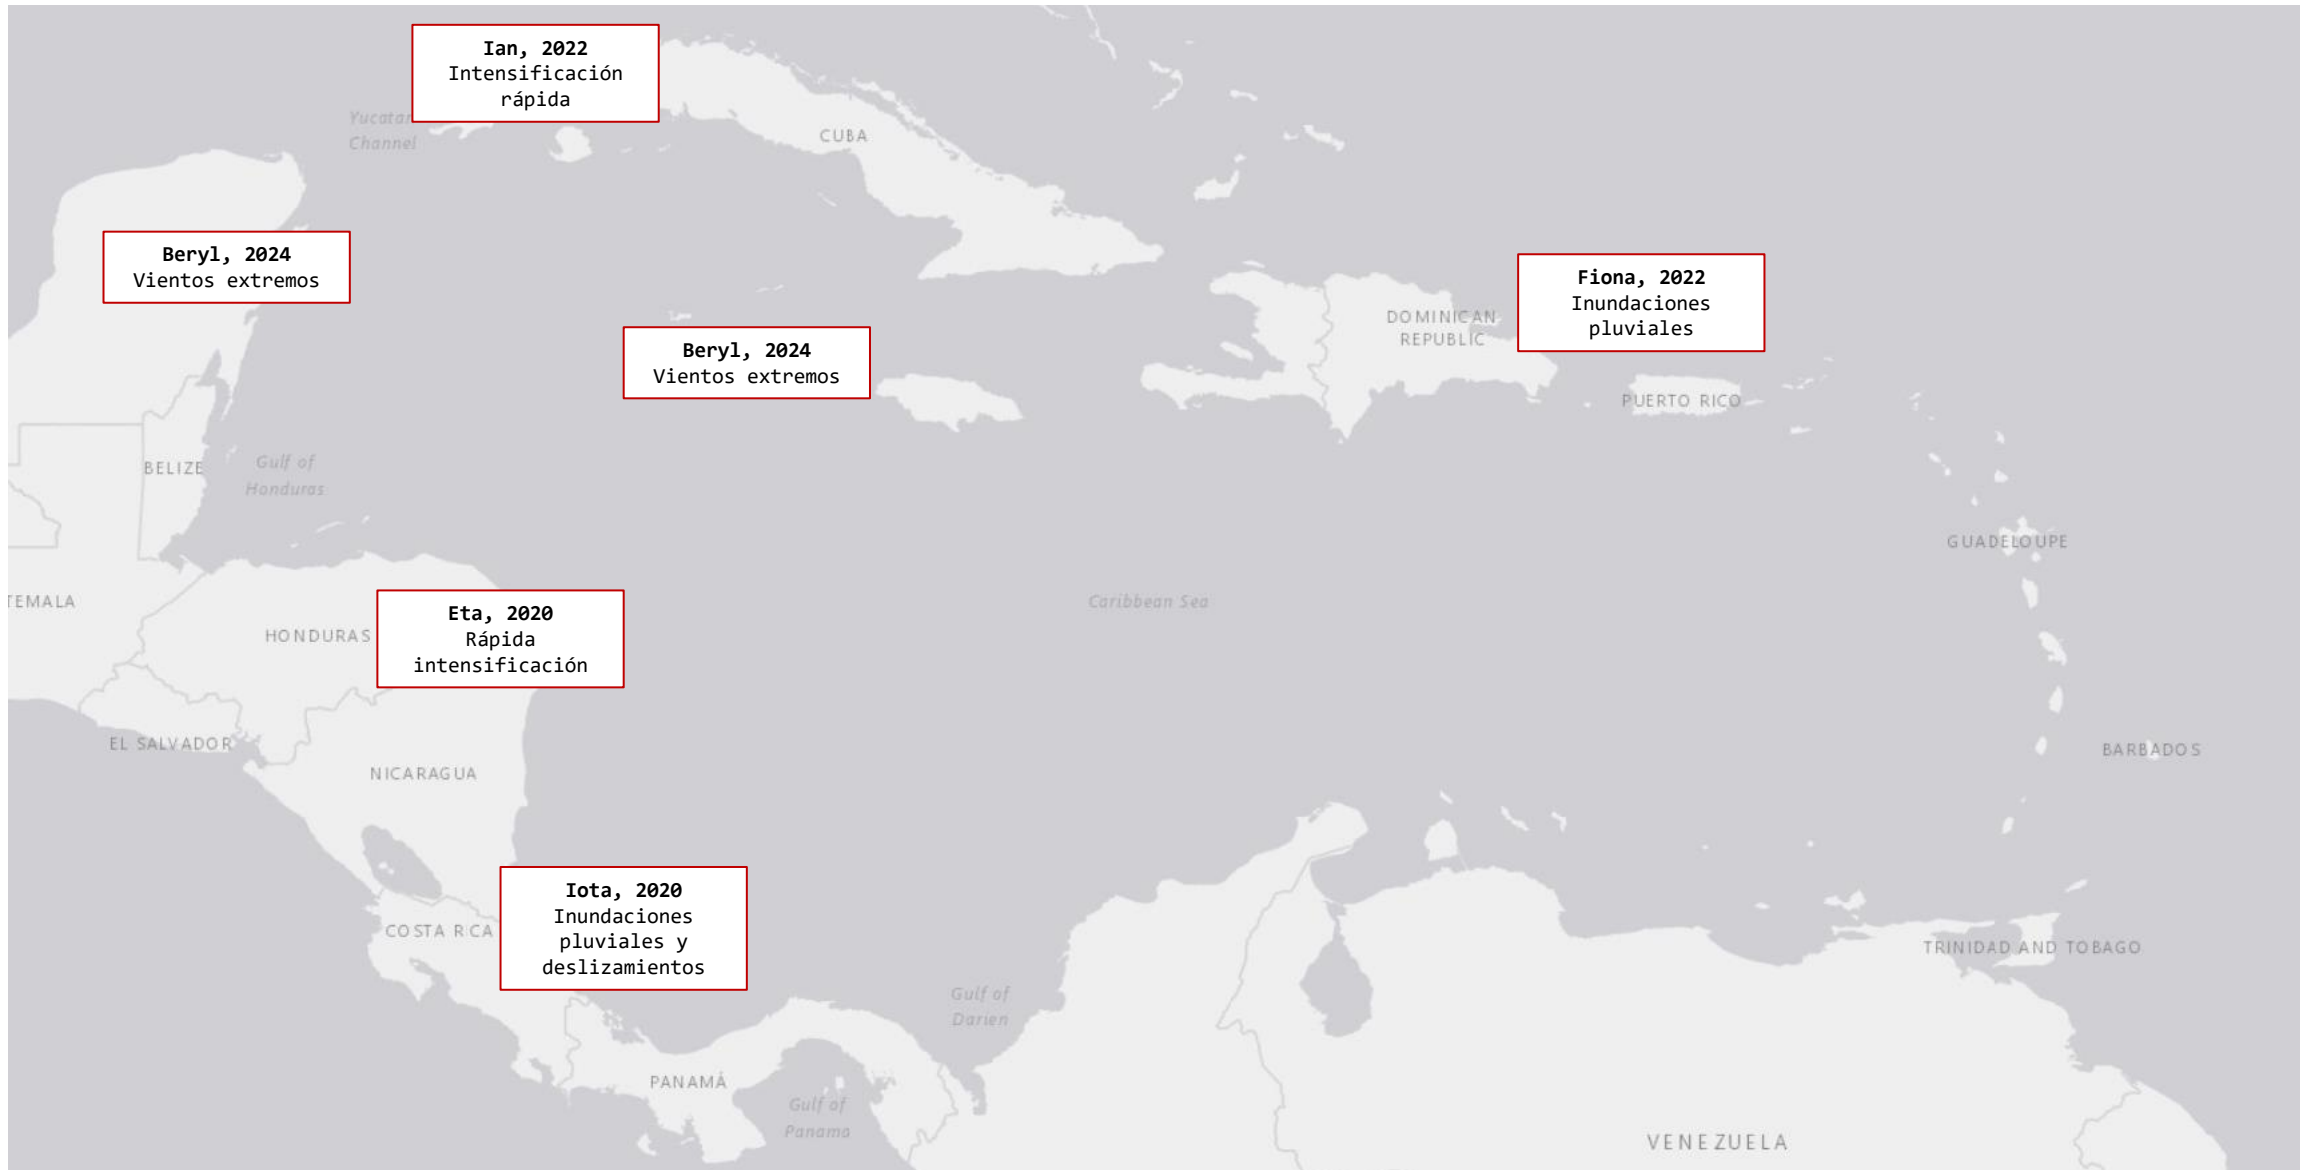 Ian, 2022
Intensificación
rápida
Yucatan
Channel
CUBA
Beryl, 2024
Vientos extremos
Fiona, 2022
Inundaciones
pluviales
DOMINICAN
REPUBLIC
Beryl, 2024
Vientos extremos
PUERTO RICO
BELIZE
Gulf of
Honduras
GUADELOUPE
TEMALA
Caribbean Sea
HONDURAS
Eta, 2020
Rápida
intensificación
EL SALVADOR
NICARAGUA
BARBADOS
Iota, 2020
Inundaciones
pluviales y
deslizamientos
COSTA RICA
TRINIDAD AND TOBAGO
Gulf of
Darien
PANAMÁ
Gulf of
Panama
VENEZUELA